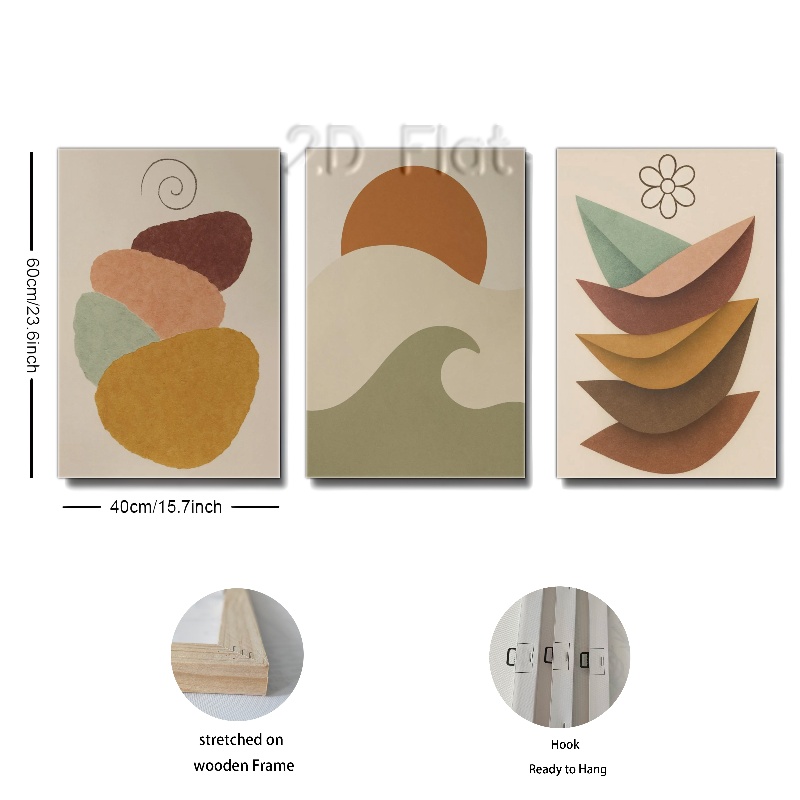 2D Flat
60cm/23.6inch
40cm/15.7inch
stretched on
wooden Frame
Hook
Ready to Hang